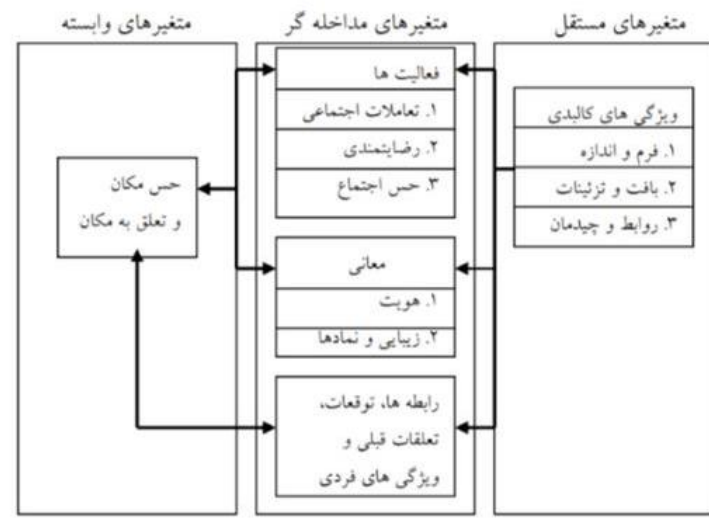 متغیرهای مستقل
ویژگی های کالبدی
۱. فرم و اندازه
۲. بافت و تزئینات
۳. روابط و چیدمان
متغیرهای مداخله گر
فعالیت ها
۱. تعاملات اجتماعی
۲. رضایتمندی
۳. حس اجتماع
معانی
۱. هویت
۲. زیبایی و نمادها
رابطه ها، توقعات،
تعلقات قبلی و
ویژگی های فردی
متغیرهای وابسته
حس مکان
و تعلق به مکان